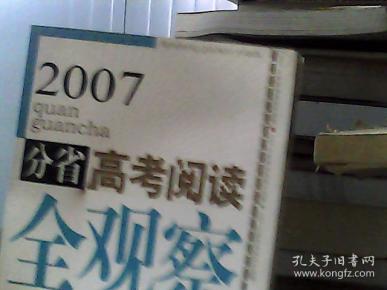 2007
quan
guancha
分省高考阅读
全观察
孔夫子旧书网
www.kongfz.com